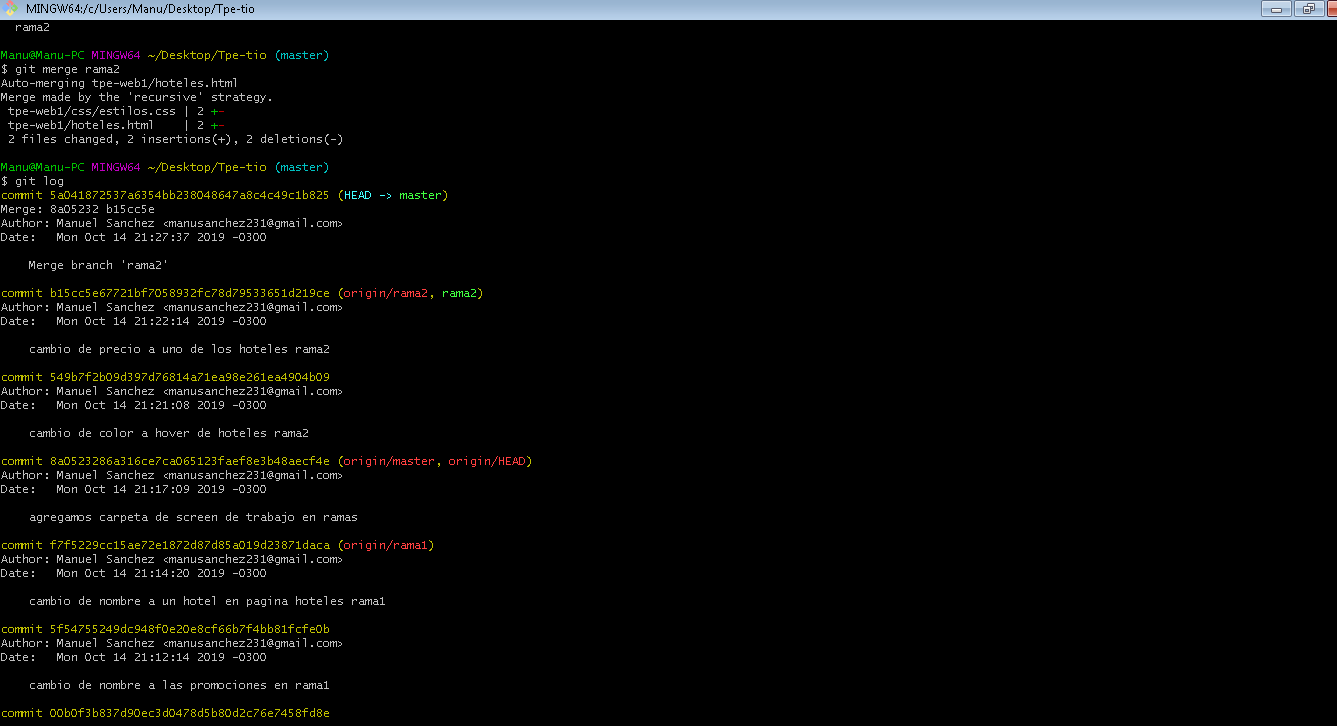 MINGW64:/c/Users/Manu/Desktop/Tpe-tio
rama2
Manu@Manu-PC MINGW64 ~/Desktop/Tpe-tio (master)
$ git merge rama2
Auto-merging tpe-web1/hoteles.html
Merge made by the 'recursive' strategy.
tpe-web1/css/estilos.css | 2 +-
tpe-web1/hoteles.html    | 2 +-
2 files changed, 2 insertions(+), 2 deletions(-)
Manu@Manu-PC MINGW64 ~/Desktop/Tpe-tio (master)
$ git log
commit 5a041872537a6354bb238048647a8c4c49c1b825 (HEAD -> master)
Merge: 8a05232 b15cc5e
Author: Manuel Sanchez <manusanchez231@gmail.com>
Date:   Mon Oct 14 21:27:37 2019 -0300
Merge branch 'rama2'
commit b15cc5e67721bf7058932fc78d79533651d219ce (origin/rama2, rama2)
Author: Manuel Sanchez <manusanchez231@gmail.com>
Date:   Mon Oct 14 21:22:14 2019 -0300
cambio de precio a uno de los hoteles rama2
commit 549b7f2b09d397d76814a71ea98e261ea4904b09
Author: Manuel Sanchez <manusanchez231@gmail.com>
Date:   Mon Oct 14 21:21:08 2019 -0300
cambio de color a hover de hoteles rama2
commit 8a0523286a316ce7ca065123faef8e3b48aecf4e (origin/master, origin/HEAD)
Author: Manuel Sanchez <manusanchez231@gmail.com>
Date:   Mon Oct 14 21:17:09 2019 -0300
agregamos carpeta de screen de trabajo en ramas
commit f7f5229cc15ae72e1872d87d85a019d23871daca (origin/rama1)
Author: Manuel Sanchez <manusanchez231@gmail.com>
Date:   Mon Oct 14 21:14:20 2019 -0300
cambio de nombre a un hotel en pagina hoteles rama1
commit 5f54755249dc948f0e20e8cf66b7f4bb81fcfe0b
Author: Manuel Sanchez <manusanchez231@gmail.com>
Date:   Mon Oct 14 21:12:14 2019 -0300
cambio de nombre a las promociones en rama1
commit 00b0f3b837d90ec3d0478d5b80d2c76e7458fd8e